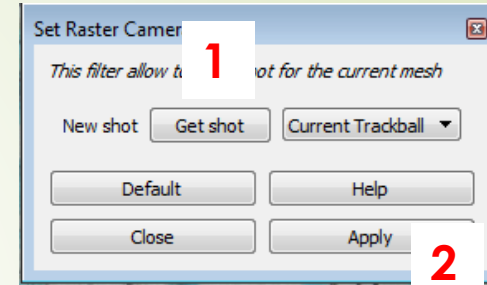 Set Raster Camer
1
This filter allow t ot for the current mesh
New shot Get shot Current Trackball
Default Help
Close Apply
2